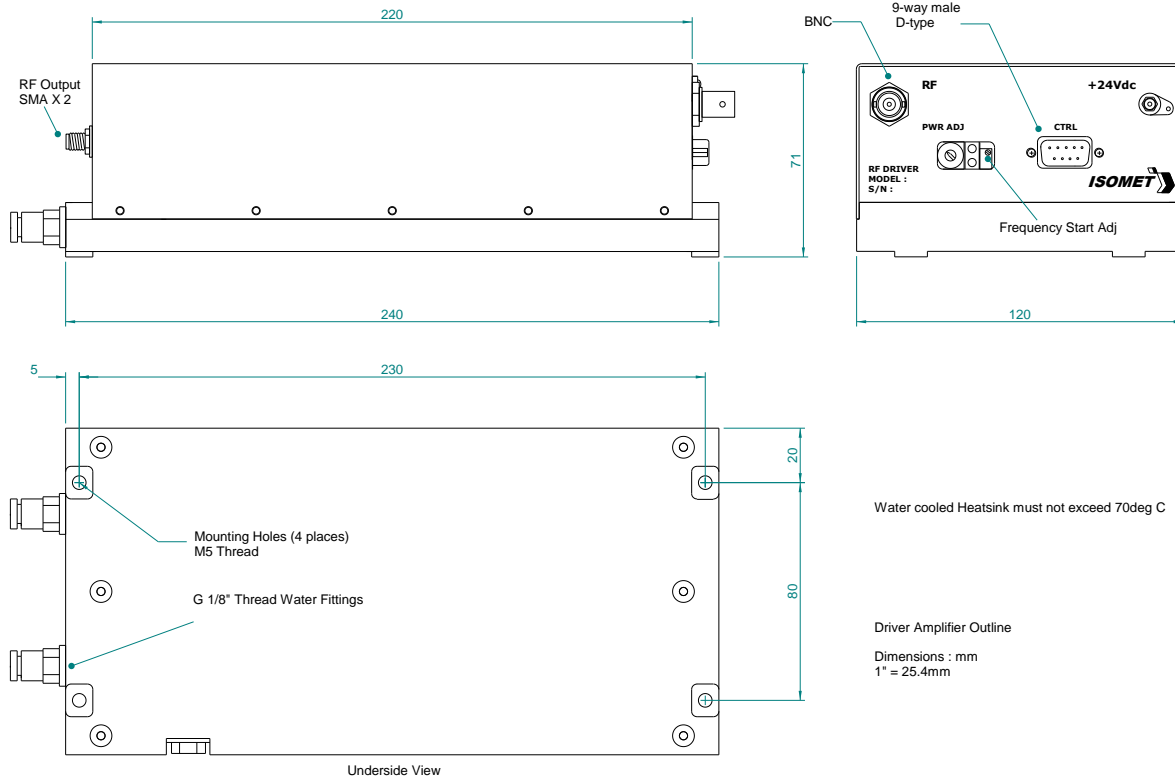 220
9-way male
D-type
BNC
RF Output
SMA X 2
RF
+24Vdc
PWR ADJ
CTRL
71
RF DRIVER
MODEL :
S/N :
ISOMET
Frequency Start Adj
240
120
5
230
20
Water cooled Heatsink must not exceed 70deg C
Mounting Holes (4 places)
M5 Thread
80
G 1/8" Thread Water Fittings
Driver Amplifier Outline
Dimensions : mm
1" = 25.4mm
Underside View